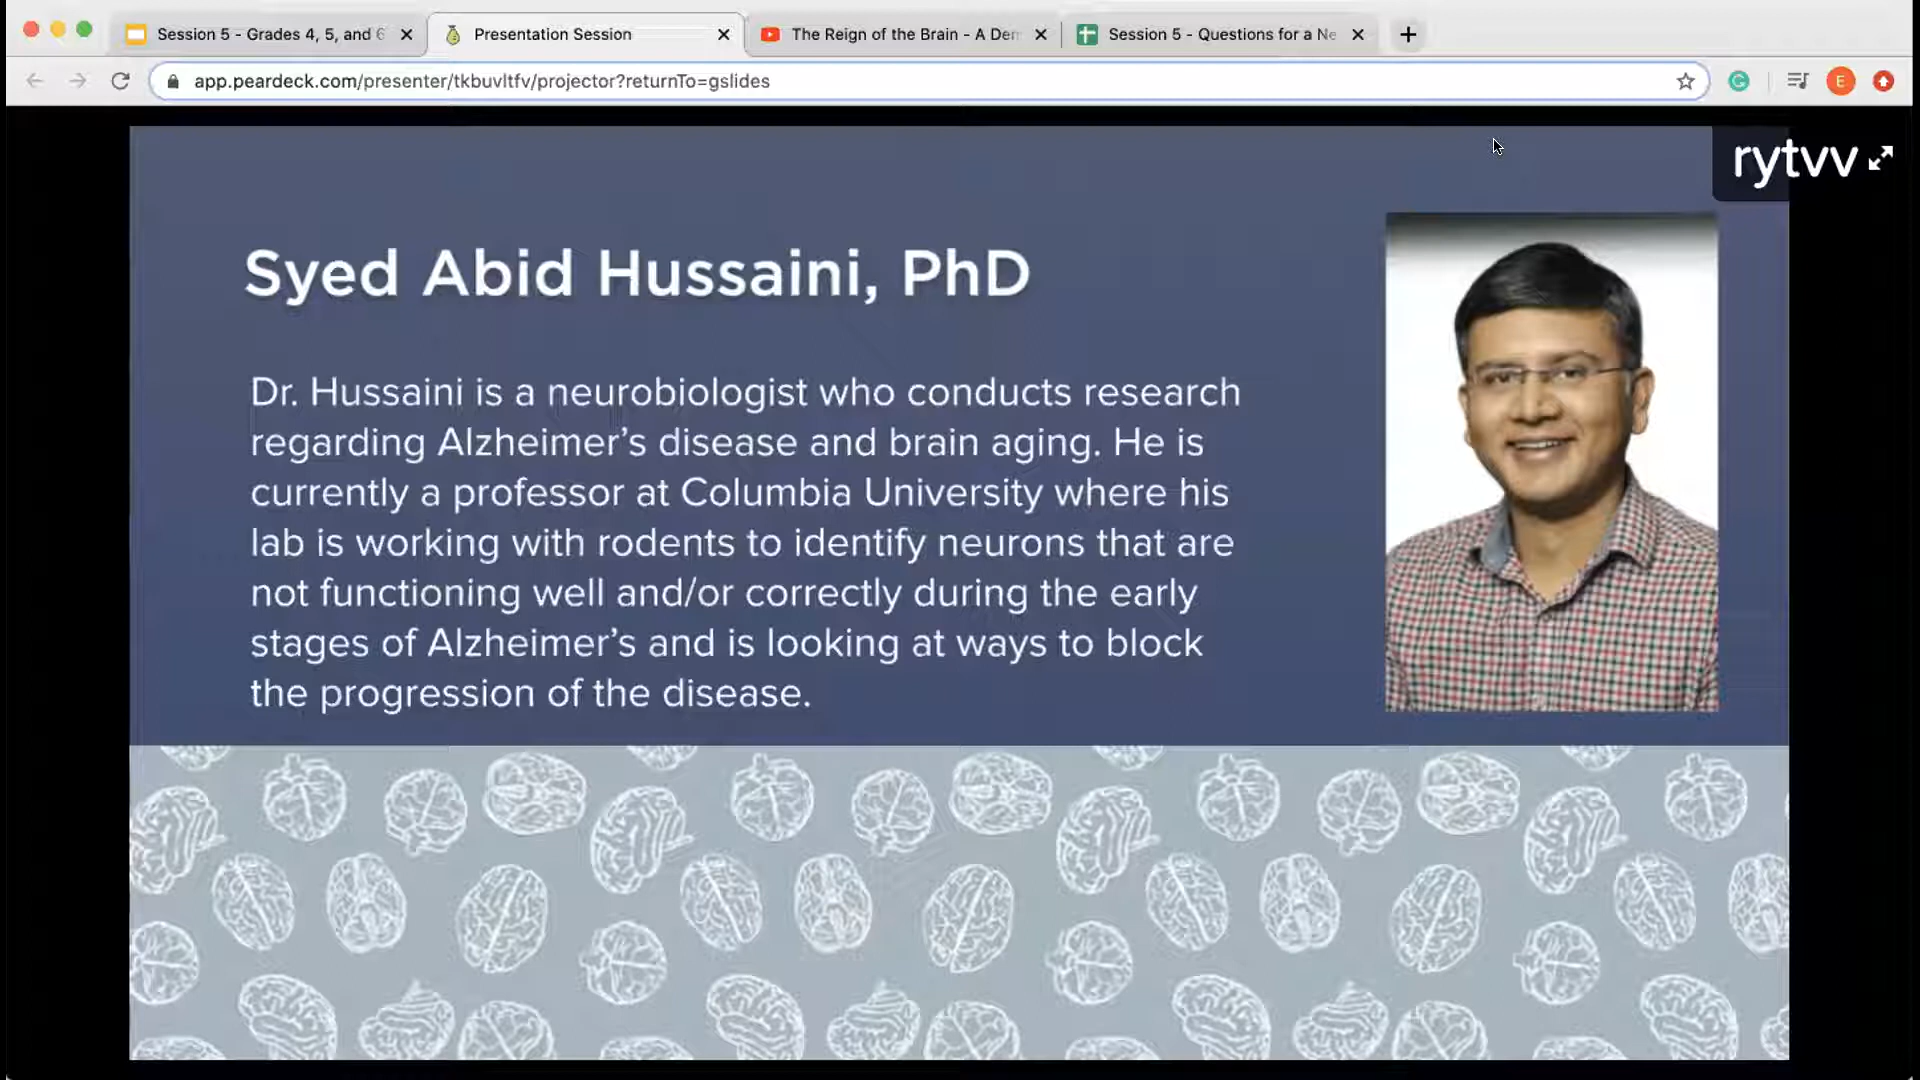 Session 5 - Grades 4, 5, and 6
Presentation Session
The Reign of the Brain - A Den
Session 5 - Questions for a Ne
app.peardeck.com/presenter/tkbuvltfv/projector?returnTo=gslides
E
rytvv
Syed Abid Hussaini, PhD
Dr. Hussaini is a neurobiologist who conducts research
regarding Alzheimer’s disease and brain aging. He is
currently a professor at Columbia University where his
lab is working with rodents to identify neurons that are
not functioning well and/or correctly during the early
stages of Alzheimer’s and is looking at ways to block
the progression of the disease.